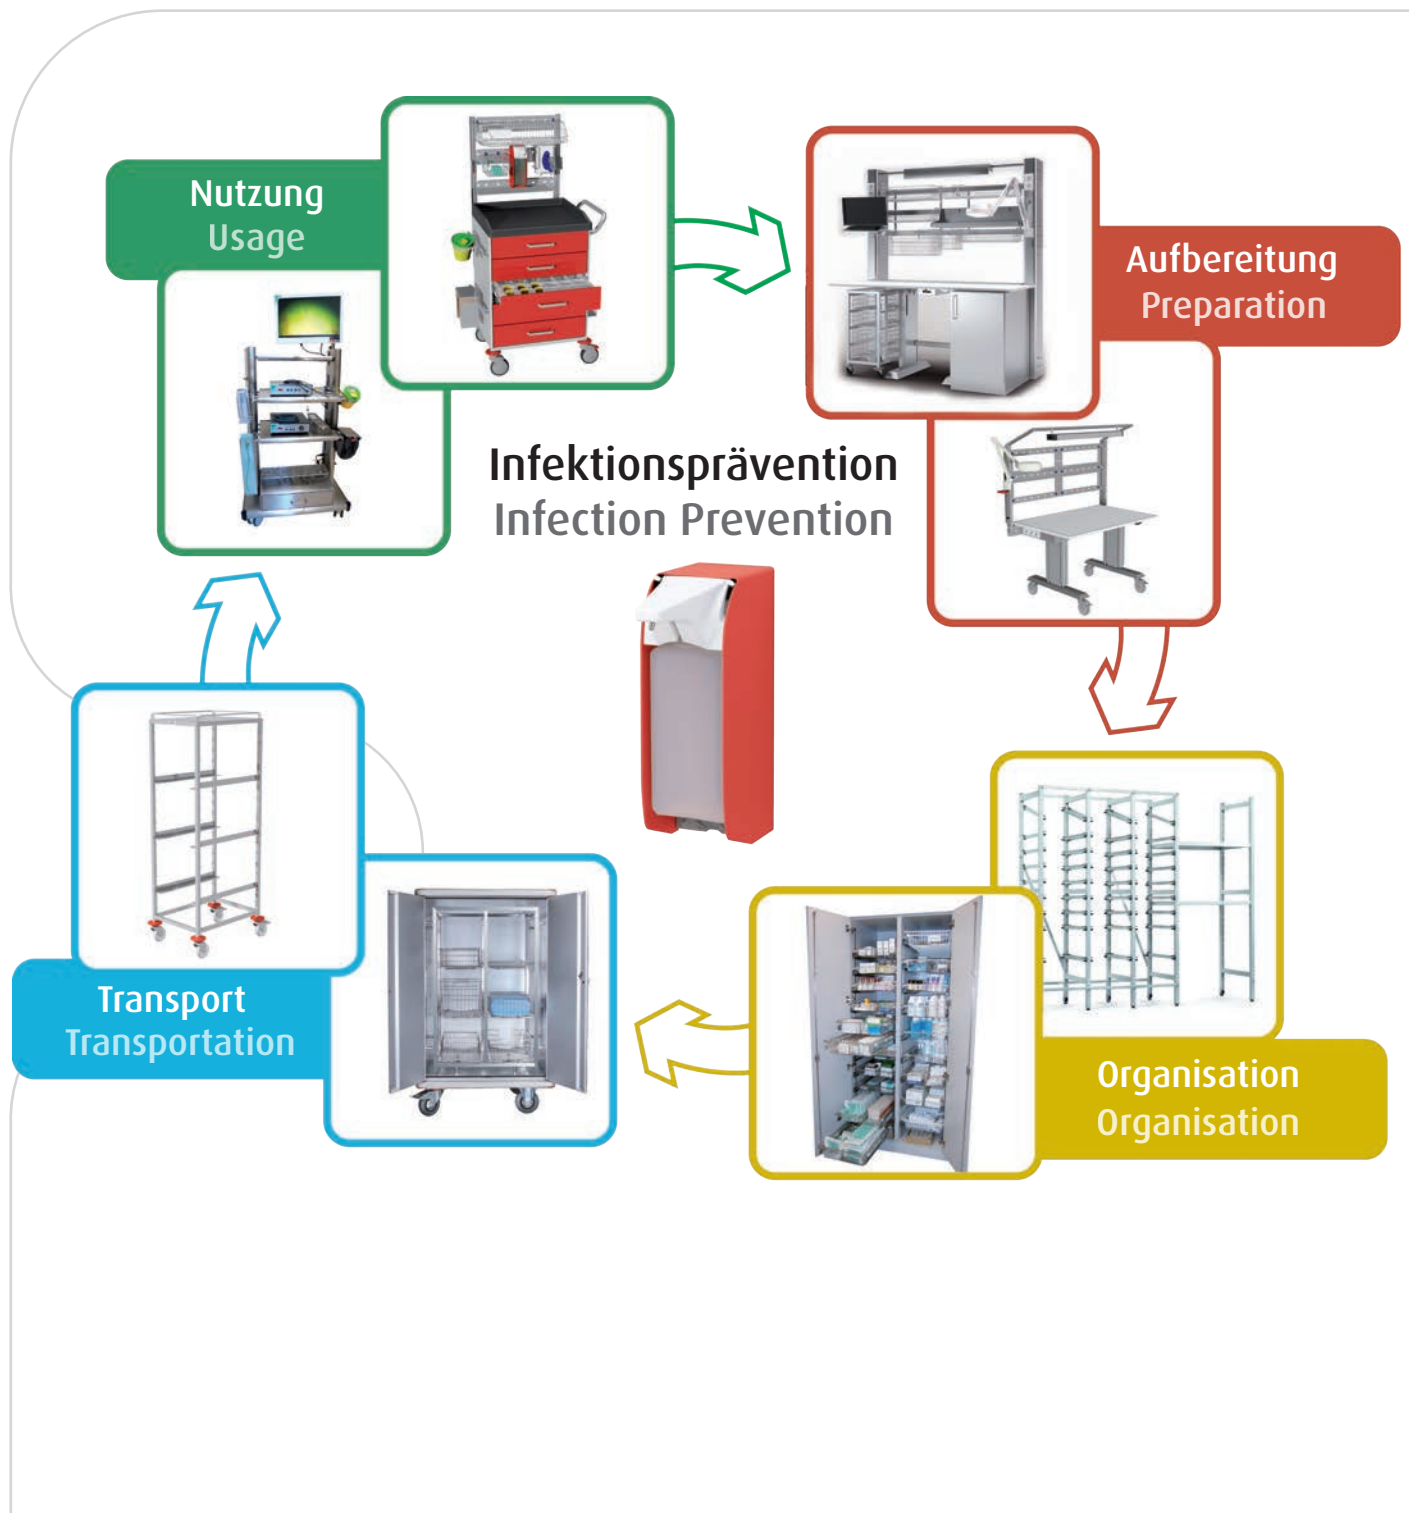 Nutzung
Usage
Aufbereitung
Preparation
Infektionsprävention
Infection Prevention
Transport
Transportation
Organisation
Organisation